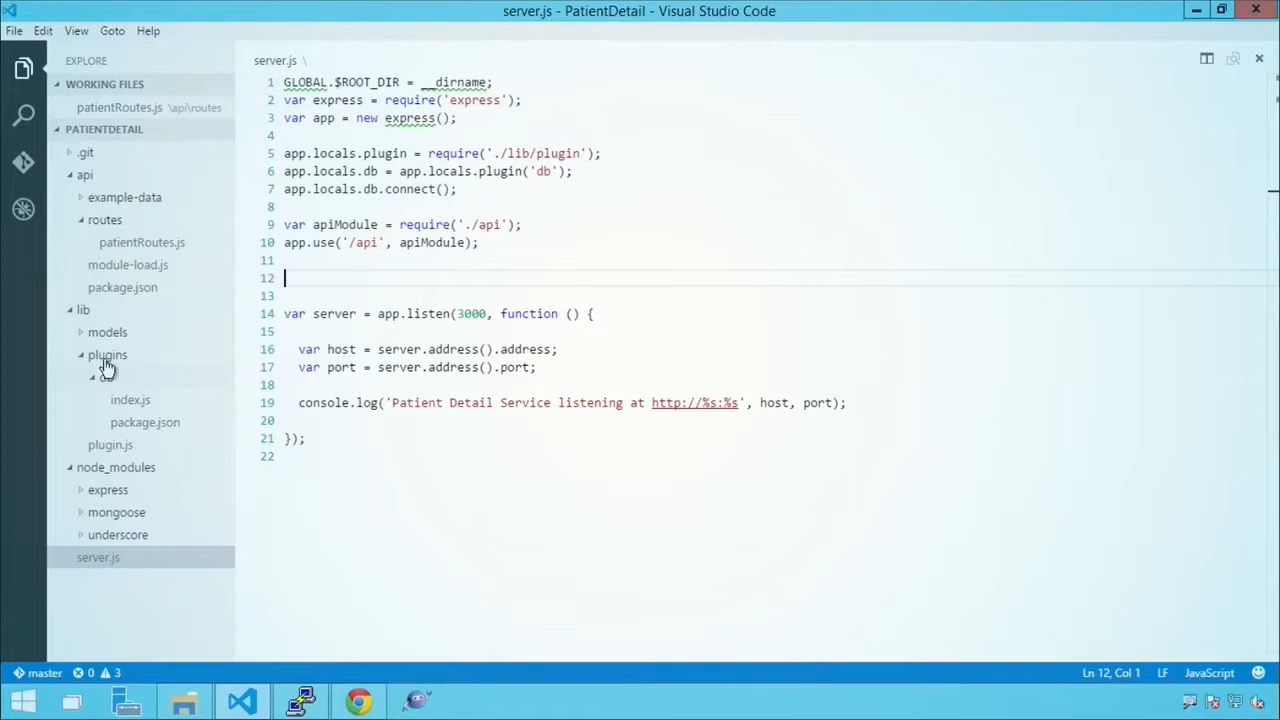 server.js - PatientDetail - Visual Studio Code
File Edit View Goto Help
EXPLORE
WORKING FILES
patientRoutes.js \api\routes
PATIENTDETAIL
.git
api
example-data
routes
patientRoutes.js
module-load.js
package.json
lib
models
plugins
index.js
package.json
plugin.js
node_modules
express
mongoose
underscore
server.js
server.js \
1 GLOBAL.$ROOT_DIR = __dirname;
2 var express = require('express');
3 var app = new express();
4
5 app.locals.plugin = require('./lib/plugin');
6 app.locals.db = app.locals.plugin('db');
7 app.locals.db.connect();
8
9 var apiModule = require('./api');
10 app.use('/api', apiModule);
11
12
13
14 var server = app.listen(3000, function () {
15
16 var host = server.address().address;
17 var port = server.address().port;
18
19 console.log('Patient Detail Service listening at http://%s:%s', host, port);
20
21 });
22
master 0 3 Ln 12, Col 1 LF JavaScript